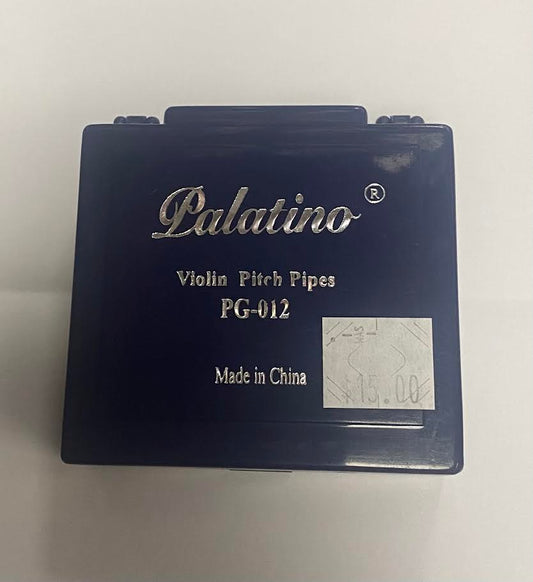 Palatino®
Violin Pitch Pipes
PG-012
Made in China
15.00